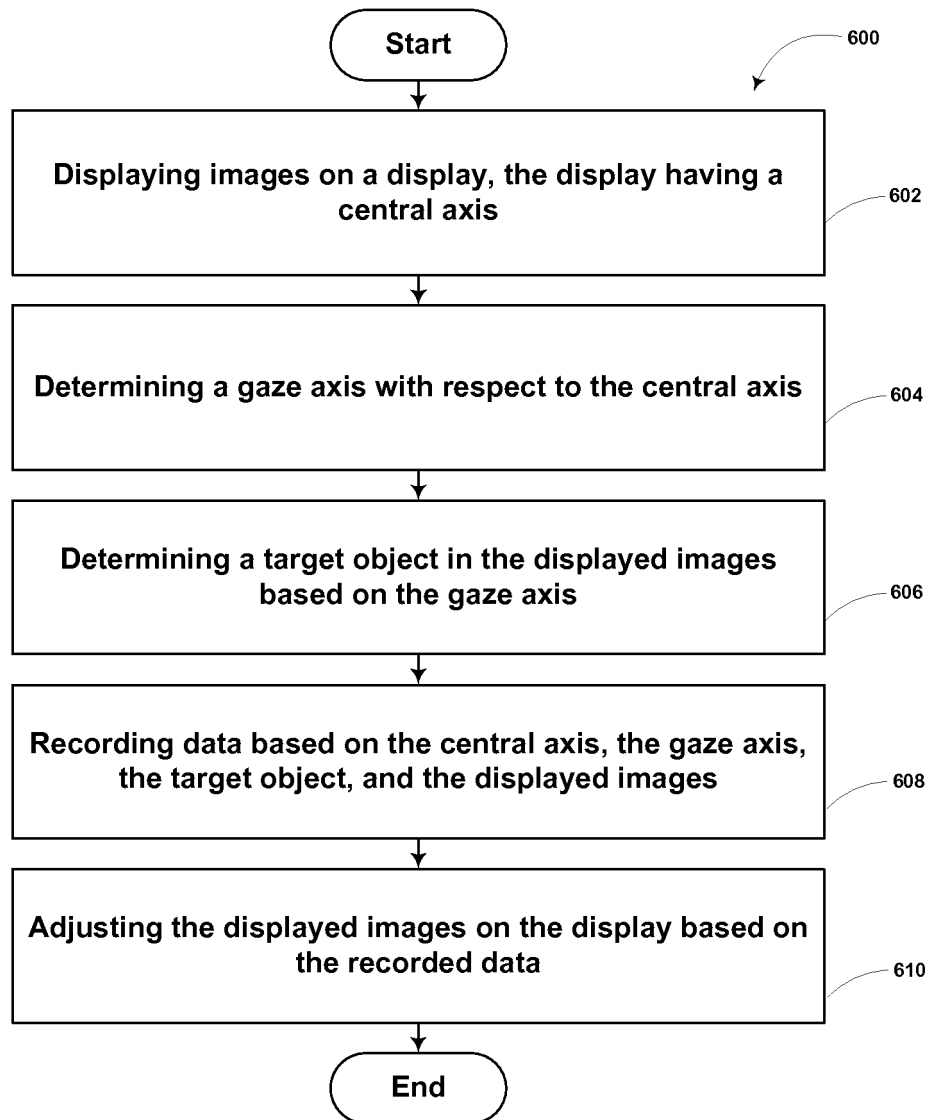 Start
600
Displaying images on a display, the display having a
central axis
602
Determining a gaze axis with respect to the central axis
604
Determining a target object in the displayed images
based on the gaze axis
606
Recording data based on the central axis, the gaze axis,
the target object, and the displayed images
608
Adjusting the displayed images on the display based on
the recorded data
610
End